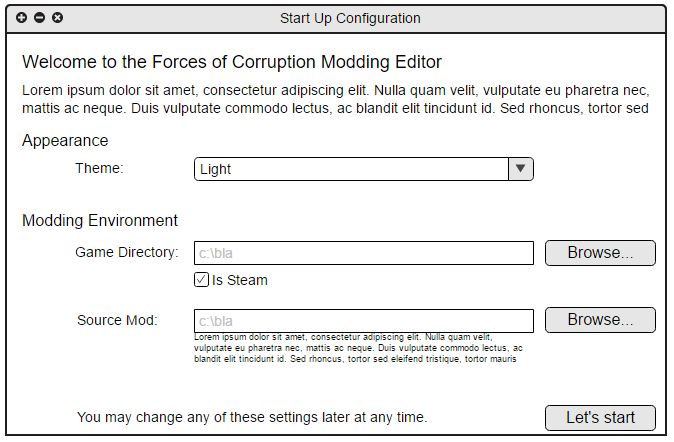 Start Up Configuration
Welcome to the Forces of Corruption Modding Editor
Lorem ipsum dolor sit amet, consectetur adipiscing elit. Nulla quam velit, vulputate eu pharetra nec,
mattis ac neque. Duis vulputate commodo lectus, ac blandit elit tincidunt id. Sed rhoncus, tortor sed
Appearance
Theme: Light
Modding Environment
Game Directory: c:\bla Browse...
Is Steam
Source Mod: c:\bla Browse...
Lorem ipsum dolor sit amet, consectetur adipiscing elit. Nulla quam velit,
vulputate eu pharetra nec, mattis ac neque. Duis vulputate commodo lectus, ac
blandit elit tincidunt id. Sed rhoncus, tortor sed eleifend tristique, tortor mauris
You may change any of these settings later at any time. Let's start